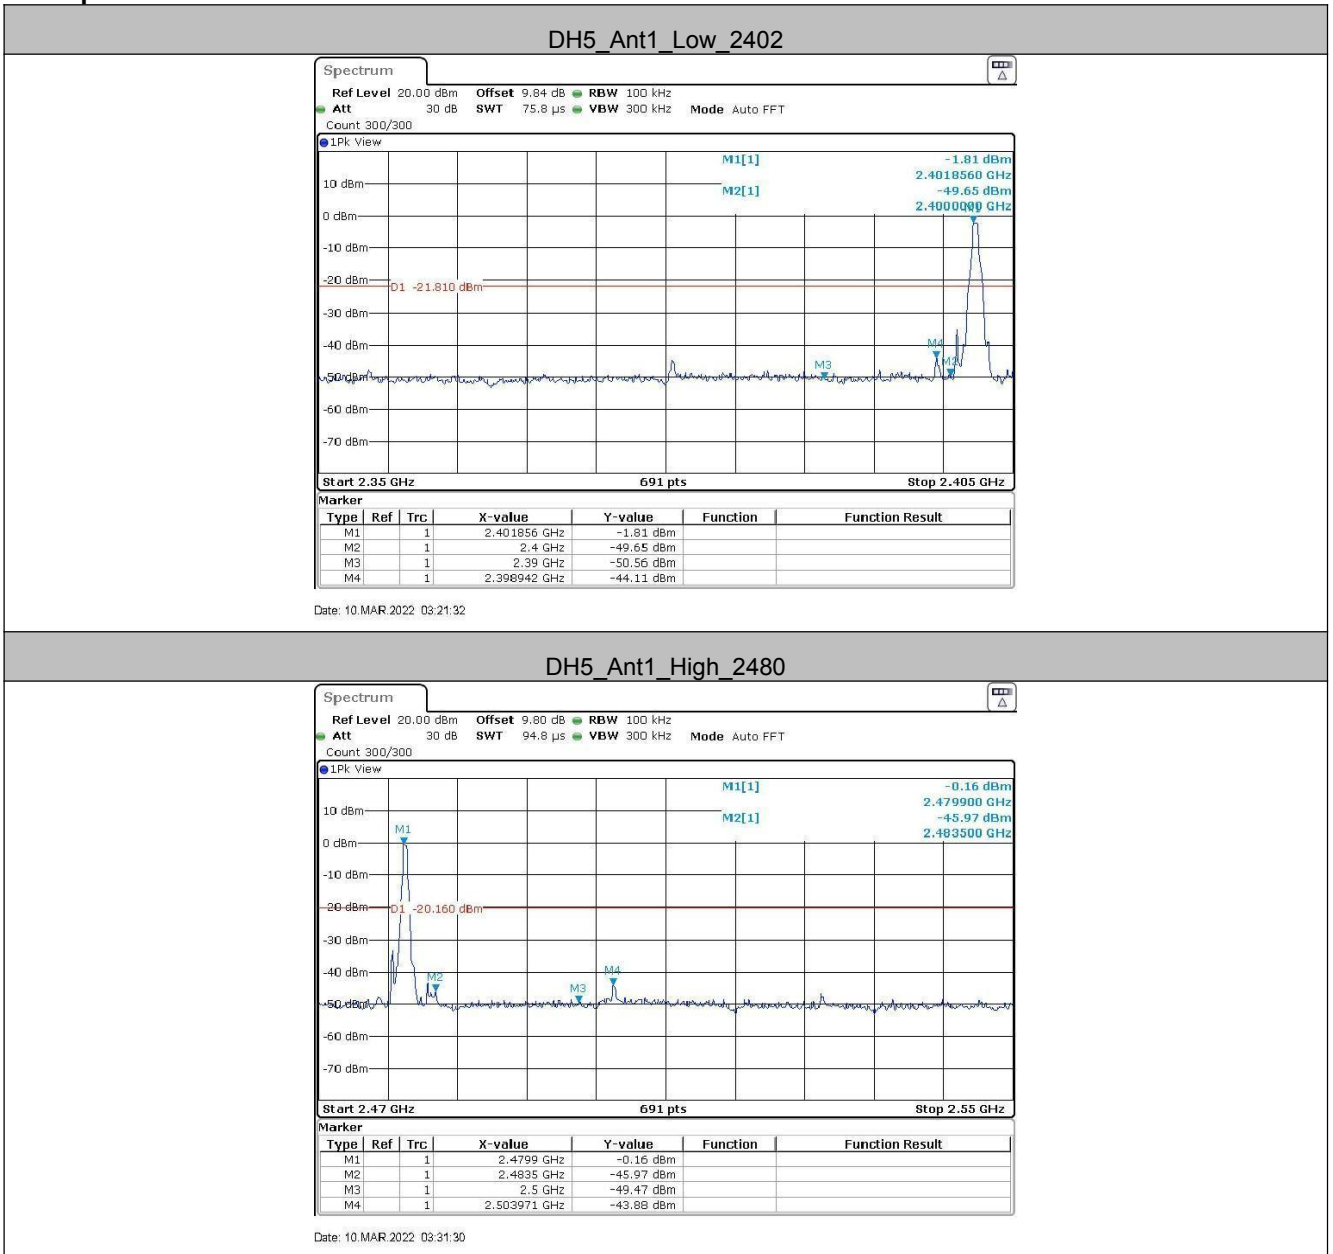 DH5_Ant1_Low_2402
Spectrum
Ref Level 20.00 dBm Offset 9.84 dB RBW 100 kHz
Att 30 dB SWT 75.8 µs VBW 300 kHz Mode Auto FFT
Count 300/300
1Pk View
M1[1] -1.81 dBm
2.4018560 GHz
10 dBm
M2[1] -49.65 dBm
2.4000000 GHz
M1
0 dBm
-10 dBm
-20 dBm
D1 -21.810 dBm
-30 dBm
-40 dBm
M4
M3
M2
-50 dBm
-60 dBm
-70 dBm
Start 2.35 GHz 691 pts Stop 2.405 GHz
Marker
Type Ref Trc X-value Y-value Function Function Result
M1 1 2.401856 GHz -1.81 dBm
M2 1 2.4 GHz -49.65 dBm
M3 1 2.39 GHz -50.56 dBm
M4 1 2.398942 GHz -44.11 dBm
Date: 10.MAR.2022 03:21:32
DH5_Ant1_High_2480
Spectrum
Ref Level 20.00 dBm Offset 9.80 dB RBW 100 kHz
Att 30 dB SWT 94.8 µs VBW 300 kHz Mode Auto FFT
Count 300/300
1Pk View
M1[1] -0.16 dBm
2.479900 GHz
10 dBm
M2[1] -45.97 dBm
2.483500 GHz
M1
0 dBm
-10 dBm
-20 dBm
D1 -20.160 dBm
-30 dBm
-40 dBm
M4
M2
M3
-50 dBm
-60 dBm
-70 dBm
Start 2.47 GHz 691 pts Stop 2.55 GHz
Marker
Type Ref Trc X-value Y-value Function Function Result
M1 1 2.4799 GHz -0.16 dBm
M2 1 2.4835 GHz -45.97 dBm
M3 1 2.5 GHz -49.47 dBm
M4 1 2.503971 GHz -43.88 dBm
Date: 10.MAR.2022 03:31:30